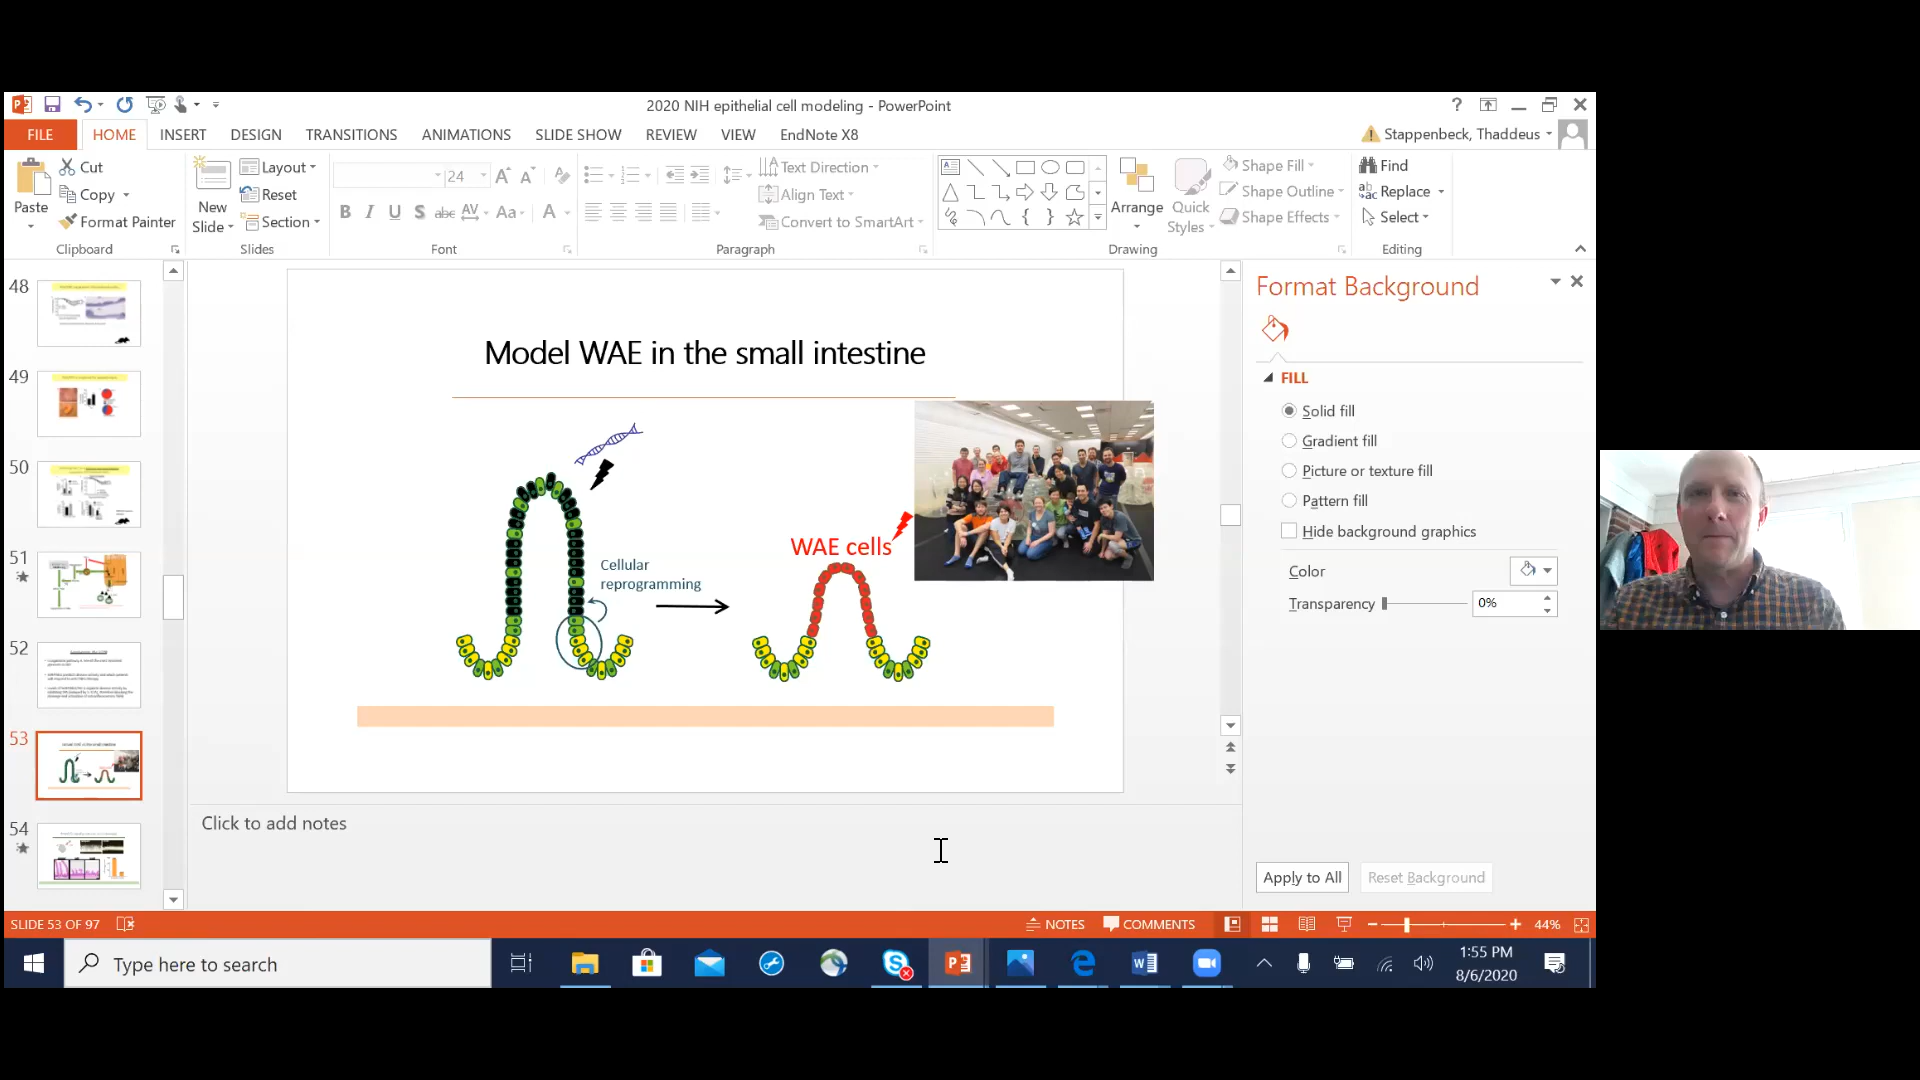 2020 NIH epithelial cell modeling - PowerPoint
?
FILE HOME INSERT DESIGN TRANSITIONS ANIMATIONS SLIDE SHOW REVIEW VIEW EndNote X8
Stappenbeck, Thaddeus
Paste
Cut
Copy
Format Painter
Clipboard
New Slide
Layout
Reset
Section
Slides
24
B I U S abc AV Aa A
Font
Text Direction
Align Text
Convert to SmartArt
Paragraph
Arrange
Quick Styles
Shape Fill
Shape Outline
Shape Effects
Drawing
Find
Replace
Select
Editing
48
49
50
51
52
53
54
Model WAE in the small intestine
Cellular
reprogramming
WAE cells
Click to add notes
Format Background
FILL
Solid fill
Gradient fill
Picture or texture fill
Pattern fill
Hide background graphics
Color
Transparency 0%
Apply to All Reset Background
SLIDE 53 OF 97
NOTES COMMENTS 44%
Type here to search
1:55 PM
8/6/2020